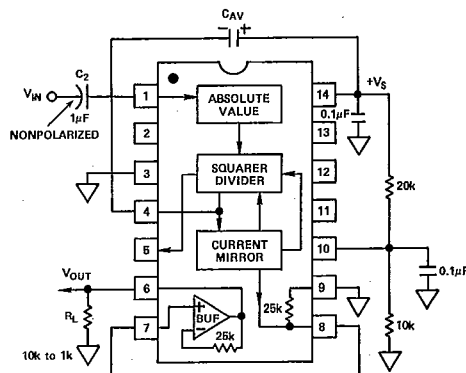 CAV
− +
C2
VIN
1μF
NONPOLARIZED
+VS
0.1μF
1
2
3
4
5
6
7
14
13
12
11
10
9
8
ABSOLUTE
VALUE
SQUARER
DIVIDER
CURRENT
MIRROR
20k
0.1μF
10k
25k
VOUT
RL
10k to 1k
+
−
BUF
25k